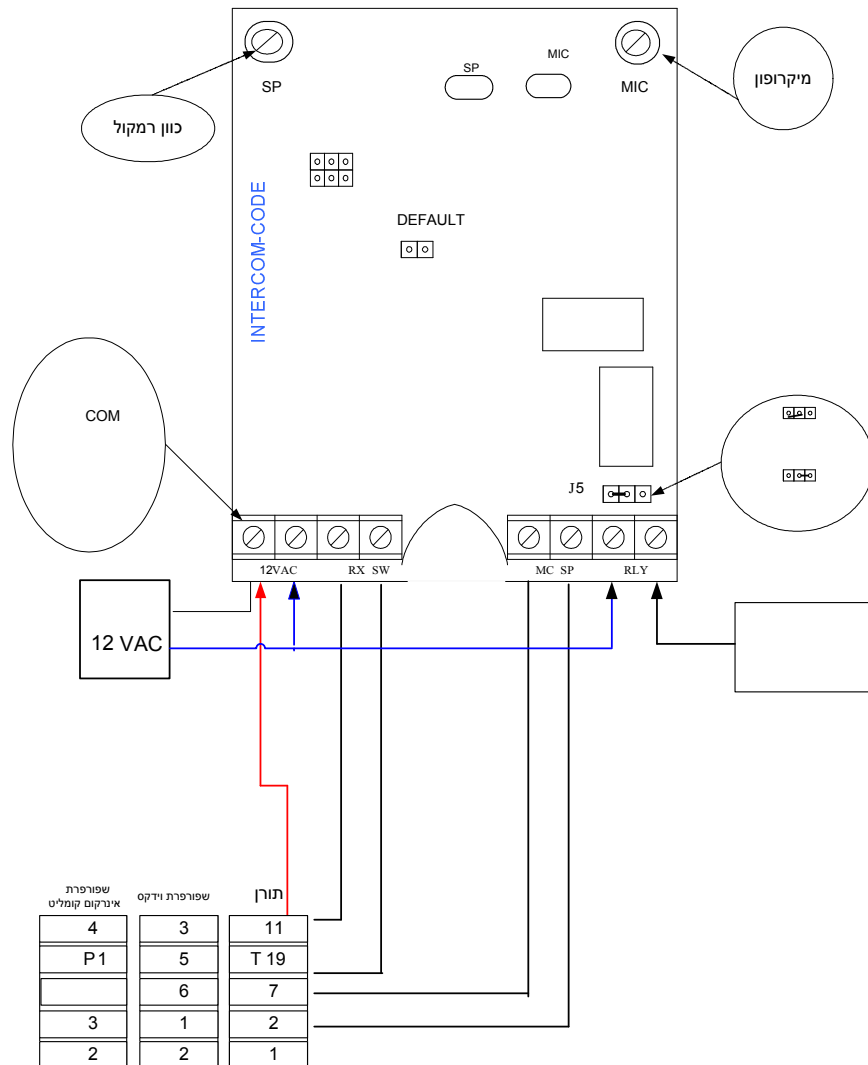 SP
MIC
SP
MIC
מיקרופון
כוון רמקול
DEFAULT
INTERCOM-CODE
COM
J5
12VAC
RX
SW
MC
SP
RLY
12 VAC
שפורפרת
אינרקום קומליט
שפורפרת וידקס
תורן
4
3
11
P1
5
T 19
6
7
3
1
2
2
2
1